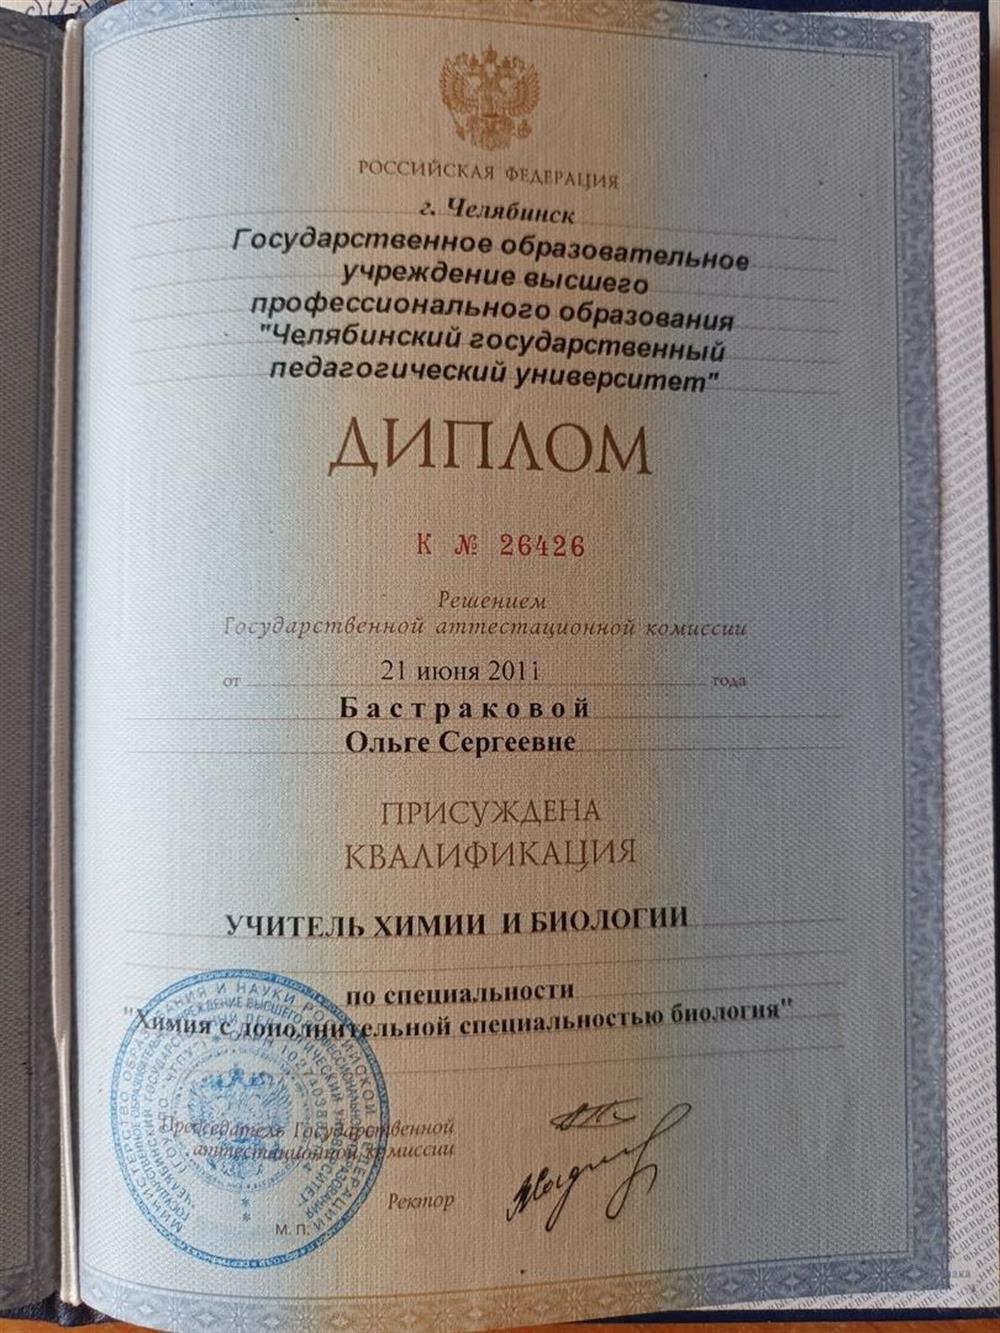 РОССИЙСКАЯ ФЕДЕРАЦИЯ
г. Челябинск
Государственное образовательное
учреждение высшего
профессионального образования
"Челябинский государственный
педагогический университет"
ДИПЛОМ
К № 26426
Решением
Государственной аттестационной комиссии
от 21 июня 2011 года
Бастраковой
Ольге Сергеевне
ПРИСУЖДЕНА
КВАЛИФИКАЦИЯ
УЧИТЕЛЬ ХИМИИ И БИОЛОГИИ
по специальности
"Химия с дополнительной специальностью биология"
Председатель Государственной
аттестационной комиссии
Ректор
М. П.